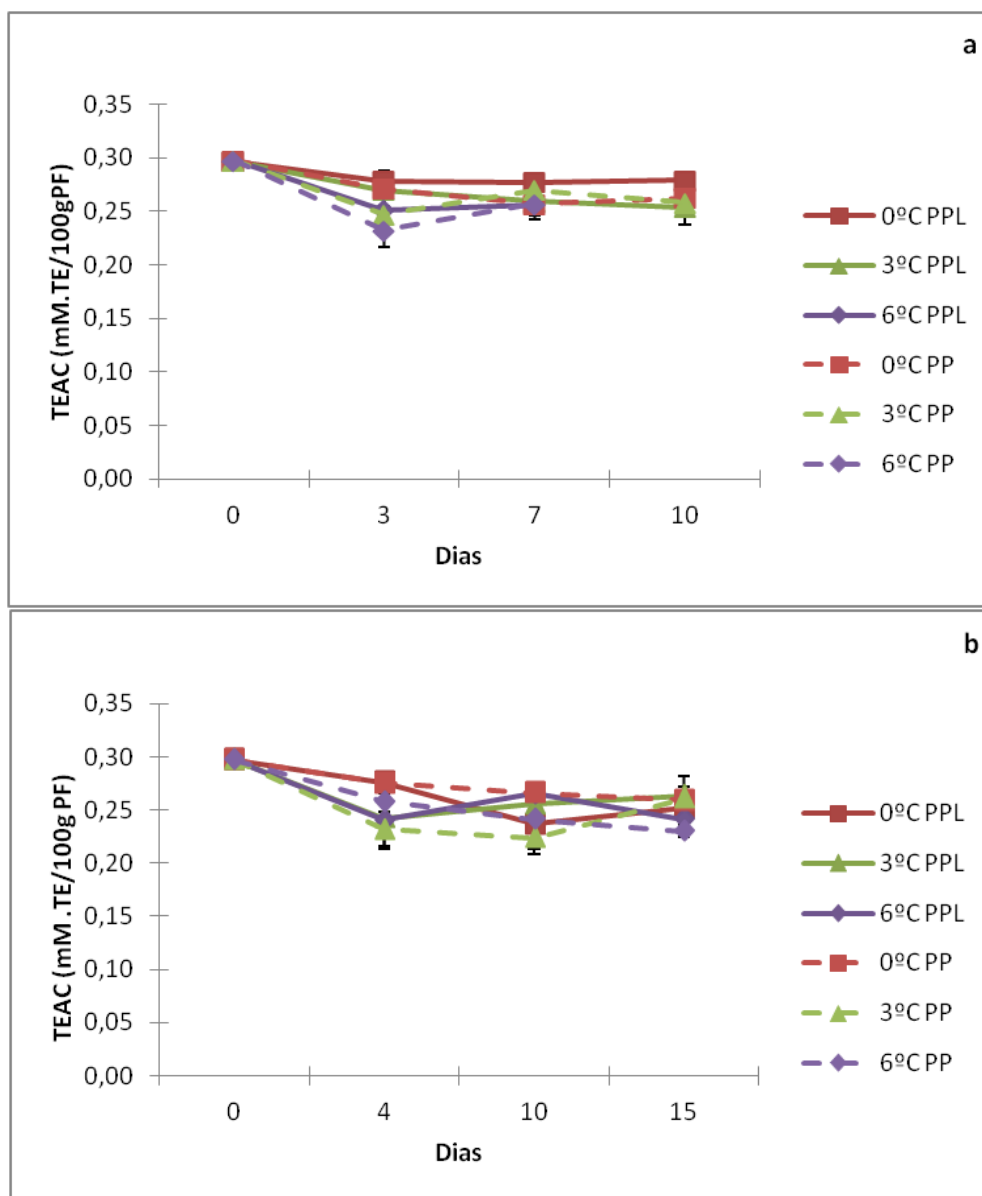 a
0,35
0,30
0,25
0,20
0,15
0,10
0,05
0,00
TEAC (mM.TE/100gPF)
0 3 7 10
Dias
0ºC PPL
3ºC PPL
6ºC PPL
0ºC PP
3ºC PP
6ºC PP
b
0,35
0,30
0,25
0,20
0,15
0,10
0,05
0,00
TEAC (mM.TE/100g PF)
0 4 10 15
Dias
0ºC PPL
3ºC PPL
6ºC PPL
0ºC PP
3ºC PP
6ºC PP